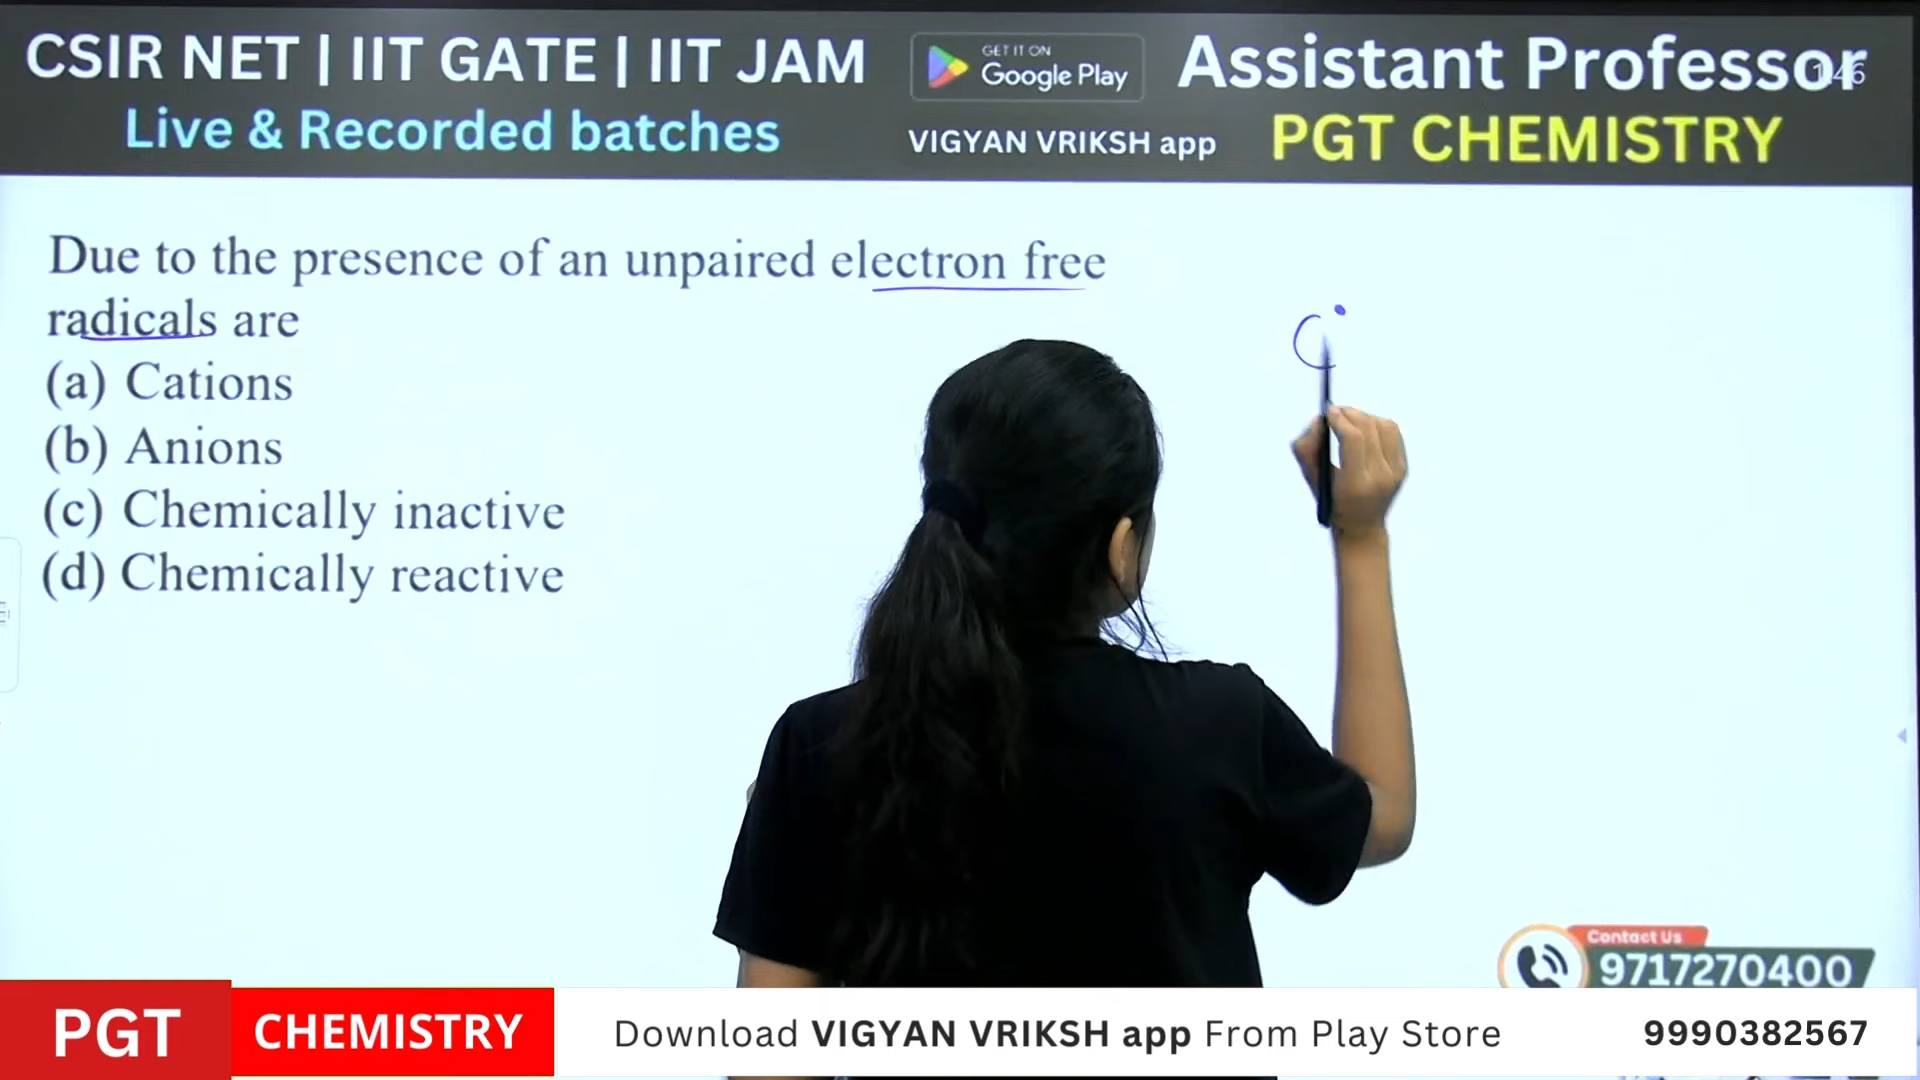 CSIR NET | IIT GATE | IIT JAM
Live & Recorded batches
GET IT ON
Google Play
VIGYAN VRIKSH app
Assistant Professor
PGT CHEMISTRY
Due to the presence of an unpaired electron free
radicals are
(a) Cations
(b) Anions
(c) Chemically inactive
(d) Chemically reactive
C•
Contact Us
9717270400
PGT CHEMISTRY
Download VIGYAN VRIKSH app From Play Store
9990382567